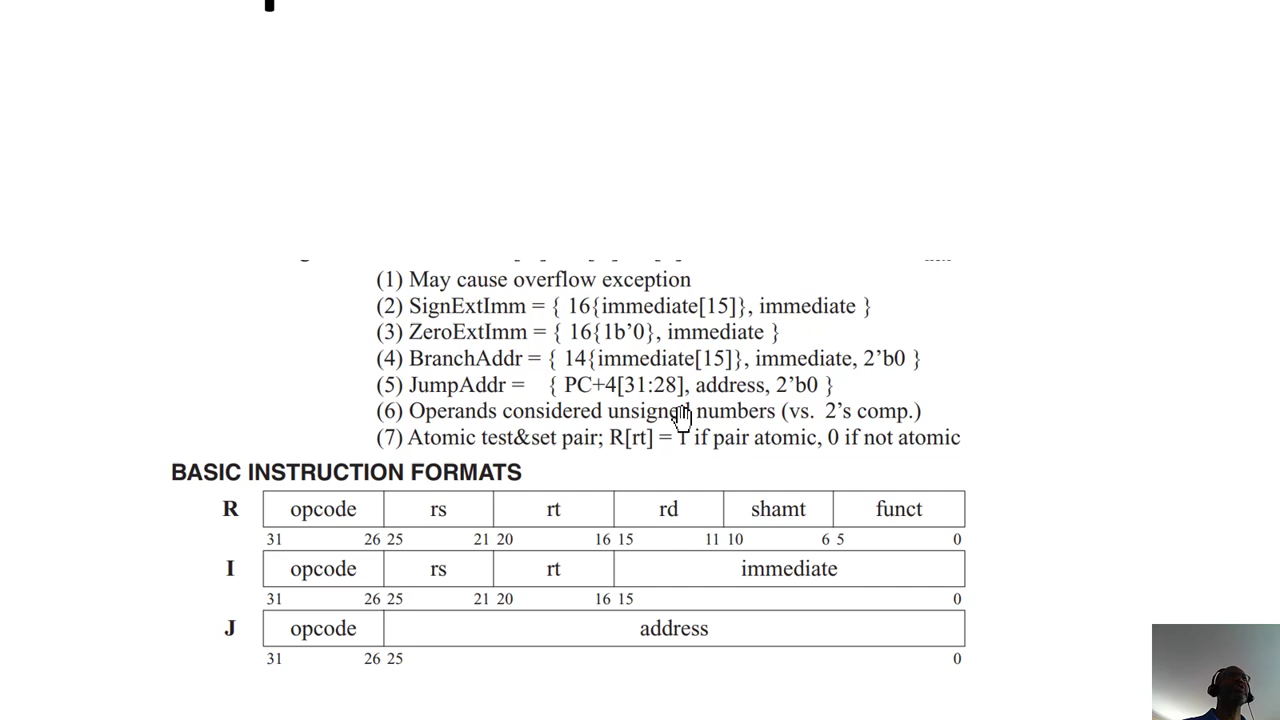 (1) May cause overflow exception
(2) SignExtImm = { 16{immediate[15]}, immediate }
(3) ZeroExtImm = { 16{1b’0}, immediate }
(4) BranchAddr = { 14{immediate[15]}, immediate, 2’b0 }
(5) JumpAddr = { PC+4[31:28], address, 2’b0 }
(6) Operands considered unsigned numbers (vs. 2’s comp.)
(7) Atomic test&set pair; R[rt] = 1 if pair atomic, 0 if not atomic
BASIC INSTRUCTION FORMATS
R opcode rs rt rd shamt funct
31 26 25 21 20 16 15 11 10 6 5 0
I opcode rs rt immediate
31 26 25 21 20 16 15 0
J opcode address
31 26 25 0